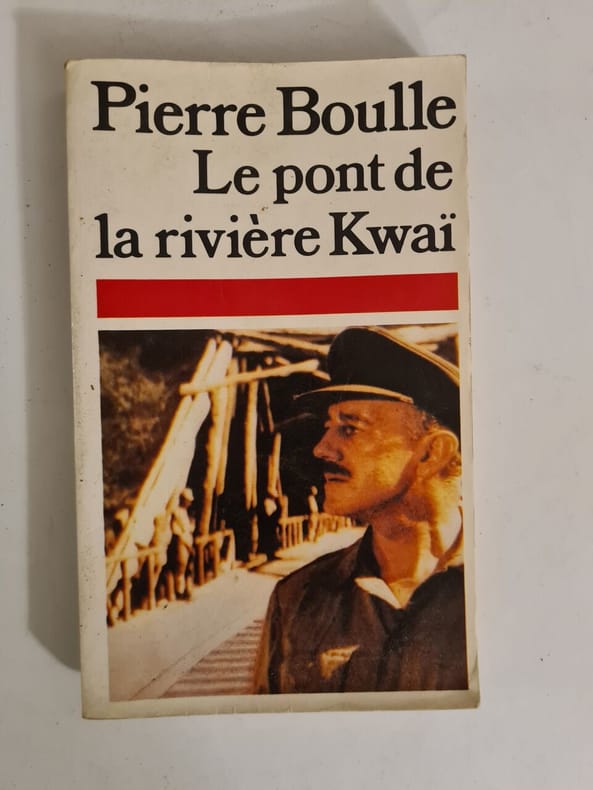 Pierre Boulle
Le pont de
la rivière Kwaï